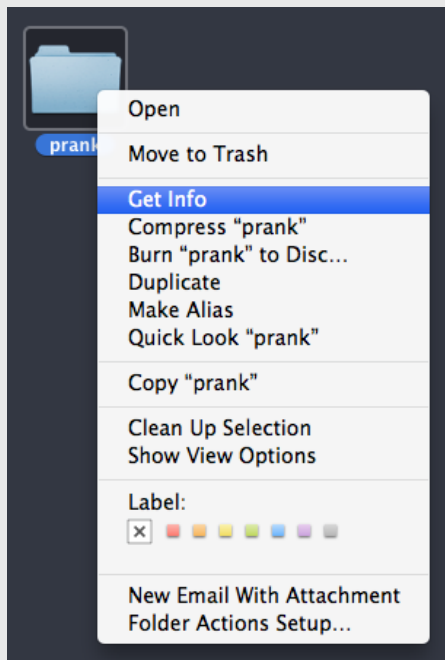 prank
Open
Move to Trash
Get Info
Compress “prank”
Burn “prank” to Disc...
Duplicate
Make Alias
Quick Look “prank”
Copy “prank”
Clean Up Selection
Show View Options
Label:
New Email With Attachment
Folder Actions Setup...